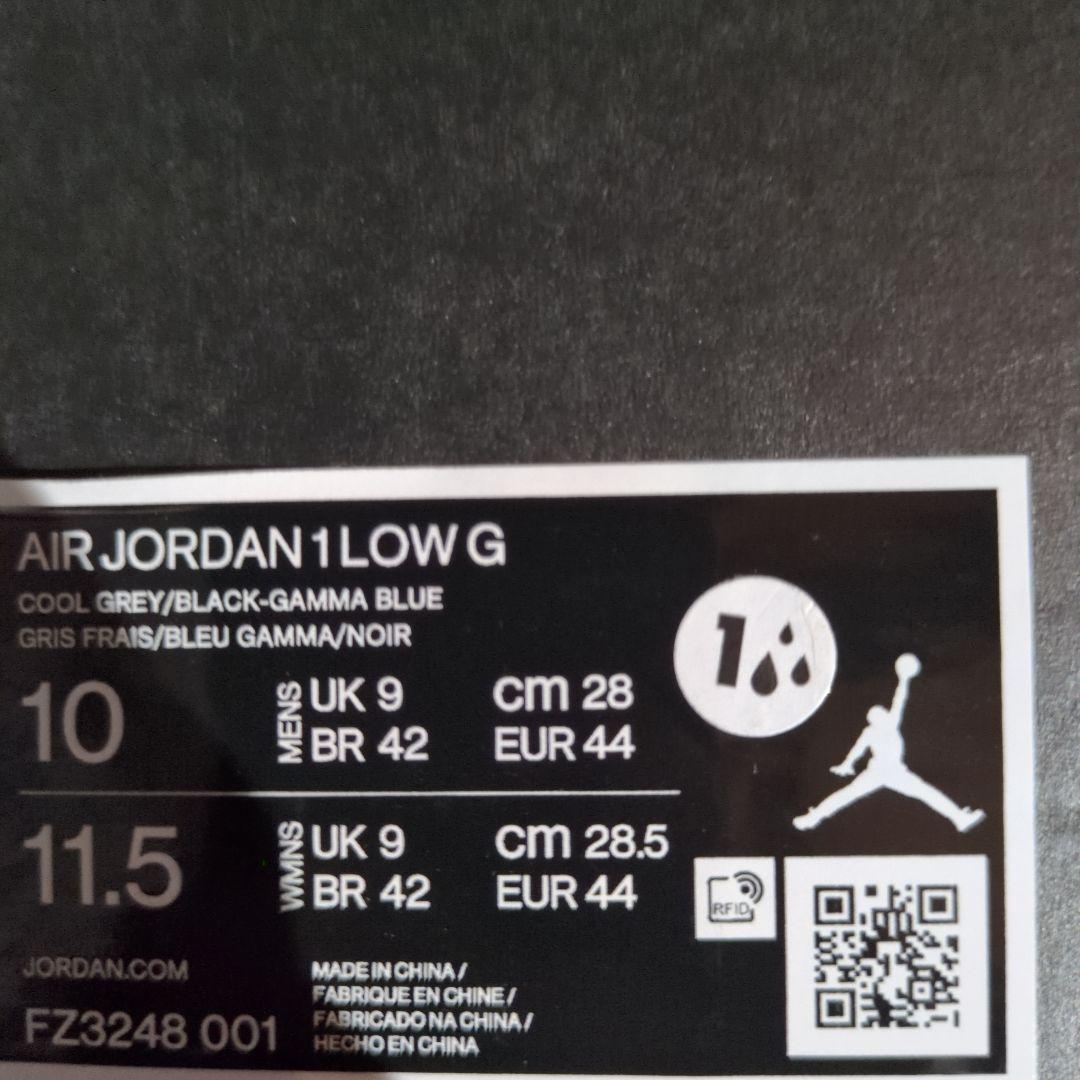 AIR JORDAN 1 LOW G
COOL GREY/BLACK-GAMMA BLUE
GRIS FRAIS/BLEU GAMMA/NOIR
10
MENS
UK 9 cm 28
BR 42 EUR 44
11.5
WMNS
UK 9 cm 28.5
BR 42 EUR 44
1
RFID
JORDAN.COM
FZ3248 001
MADE IN CHINA /
FABRIQUE EN CHINE /
FABRICADO NA CHINA /
HECHO EN CHINA